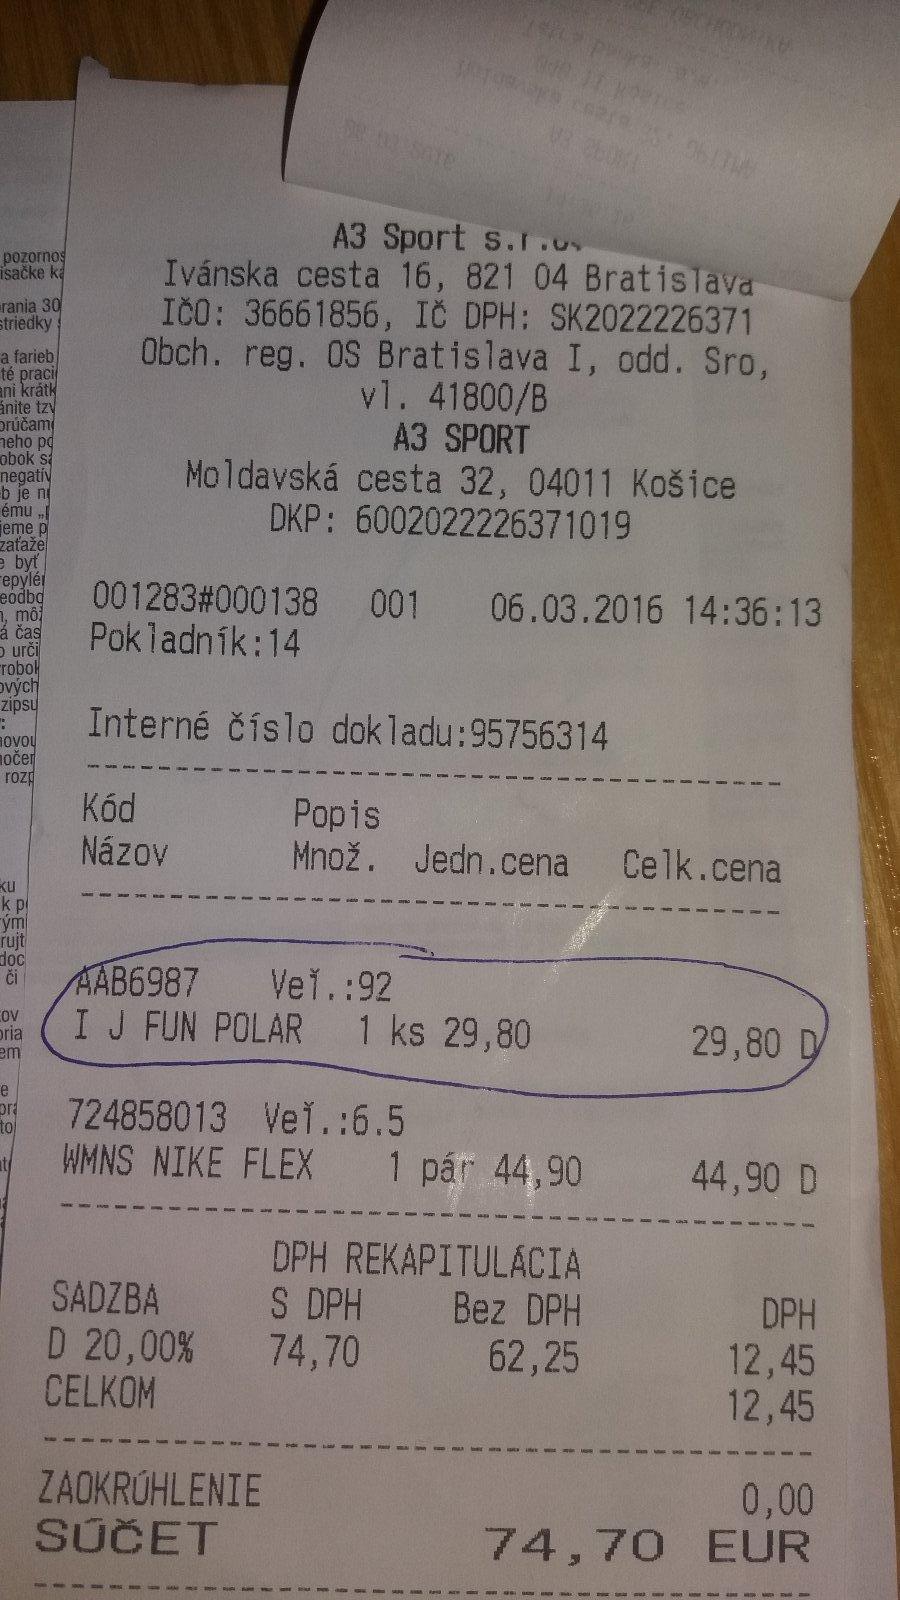 A3 Sport s.r.o.
Ivánska cesta 16, 821 04 Bratislava
IČO: 36661856, IČ DPH: SK2022226371
Obch. reg. OS Bratislava I, odd. Sro,
vl. 41800/B
A3 SPORT
Moldavská cesta 32, 04011 Košice
DKP: 6002022226371019
001283#000138 001 06.03.2016 14:36:13
Pokladník:14
Interné číslo dokladu:95756314
Kód Popis
Názov Množ. Jedn.cena Celk.cena
AAB6987 Veľ.:92
I J FUN POLAR 1 ks 29,80 29,80 D
724858013 Veľ.:6.5
WMNS NIKE FLEX 1 pár 44,90 44,90 D
DPH REKAPITULÁCIA
SADZBA S DPH Bez DPH DPH
D 20,00% 74,70 62,25 12,45
CELKOM 12,45
ZAOKRÚHLENIE 0,00
SÚČET 74,70 EUR